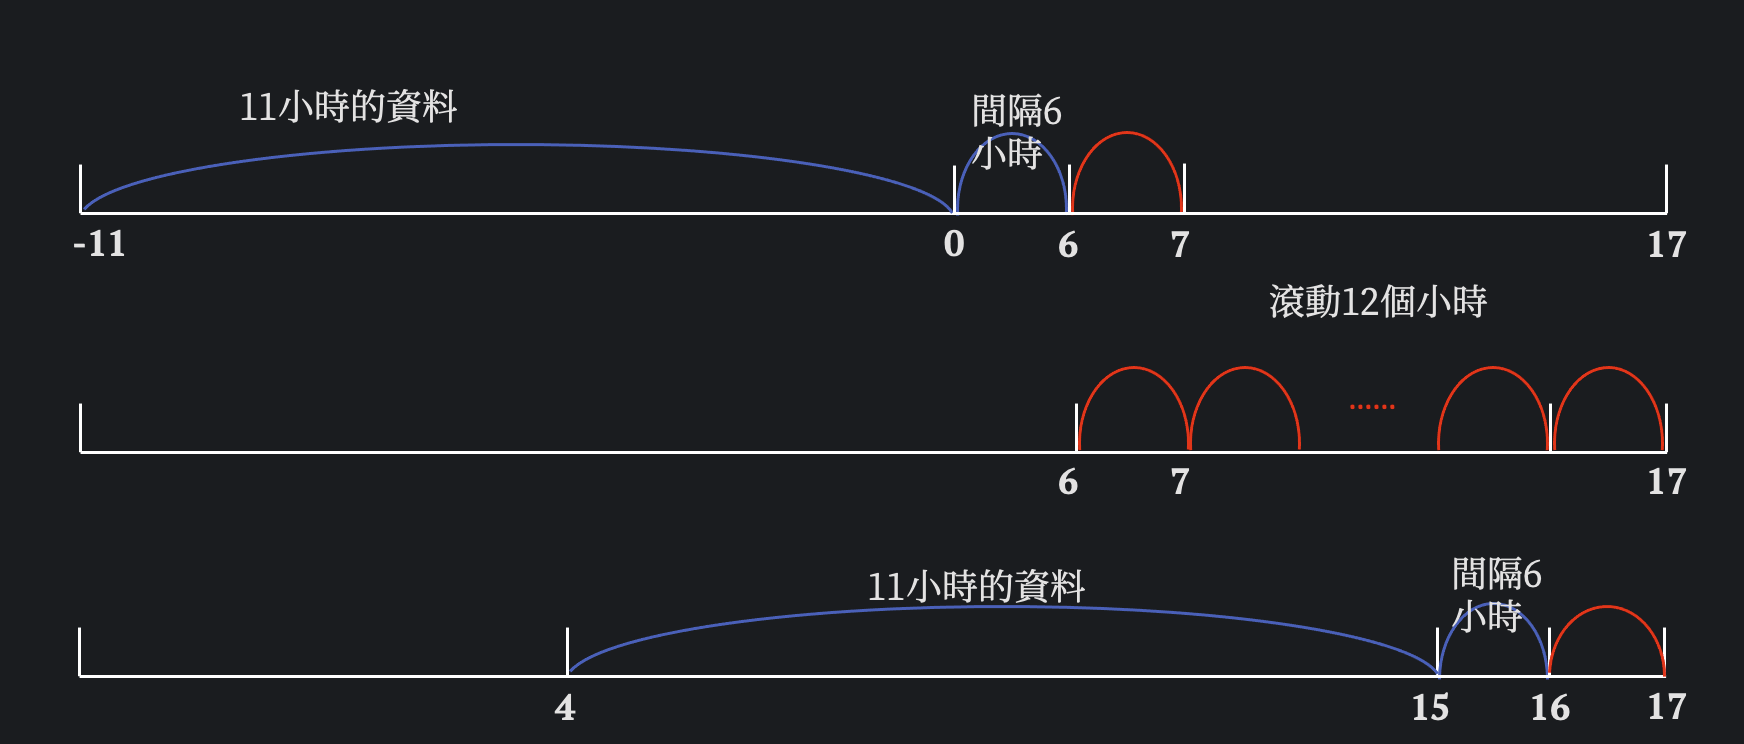 11小時的資料
間隔6
小時
-11 0 6 7 17
滾動12個小時
......
6 7 17
11小時的資料
間隔6
小時
4 15 16 17